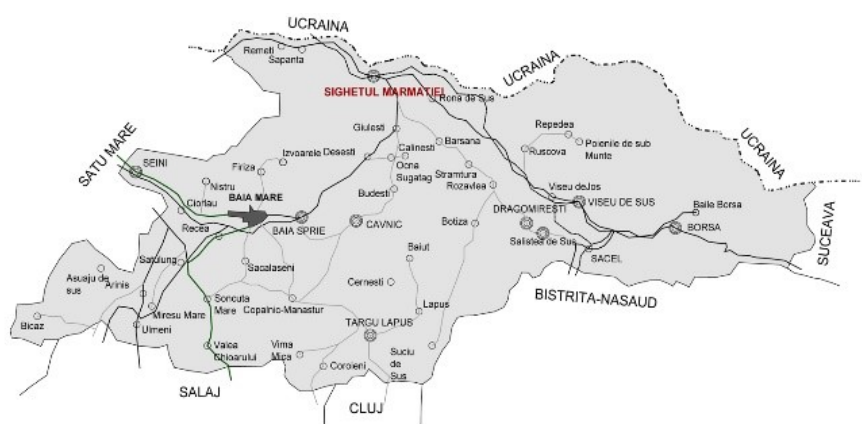 UCRAINA
Remeti
Sapanta
UCRAINA
SIGHETUL MARMATIEI
Rona de Sus
SATU MARE
SEINI
Giulesti
Repedea
Izvoarele
Desesti
Calinesti
Barsana
Poienile de sub
Munte
Ruscova
UCRAINA
Firiza
Ocna
Sugatag
Stramtura
Nistru
Rozavlea
Viseu deJos
BAIA MARE
Budesti
VISEU DE SUS
Baile Borsa
Ciorlau
DRAGOMIRESTI
SUCEAVA
Recea
BAIA SPRIE
CAVNIC
Botiza
BORSA
Salistea de Sus
Satulung
Baiut
SACEL
Asuaju de
sus
Arinis
Sacalaseni
Cernesti
BISTRITA-NASAUD
Soncuta
Mare
Copalnic-Manastur
Lapus
Bicaz
Miresu Mare
Ulmeni
TARGU LAPUS
Valea
Chioarului
Vima
Mica
Suciu
de
Sus
Coroieni
SALAJ
CLUJ